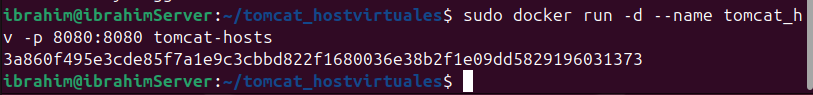 ibrahim@ibrahimServer:~/tomcat_hostvirtuales$ sudo docker run -d --name tomcat_h
v -p 8080:8080 tomcat-hosts
3a860f495e3cde85f7a1e9c3cbbd822f1680036e38b2f1e09dd5829196031373
ibrahim@ibrahimServer:~/tomcat_hostvirtuales$